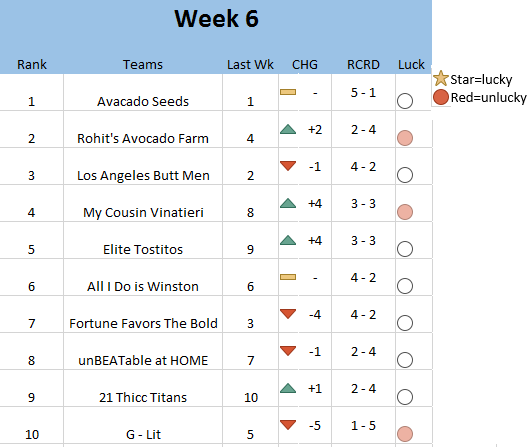 Week 6
Rank Teams Last Wk CHG RCRD Luck
Star=lucky
Red=unlucky
1 Avacado Seeds 1 - 5 - 1
2 Rohit's Avocado Farm 4 +2 2 - 4
3 Los Angeles Butt Men 2 -1 4 - 2
4 My Cousin Vinatieri 8 +4 3 - 3
5 Elite Tostitos 9 +4 3 - 3
6 All I Do is Winston 6 - 4 - 2
7 Fortune Favors The Bold 3 -4 4 - 2
8 unBEATable at HOME 7 -1 2 - 4
9 21 Thicc Titans 10 +1 2 - 4
10 G - Lit 5 -5 1 - 5